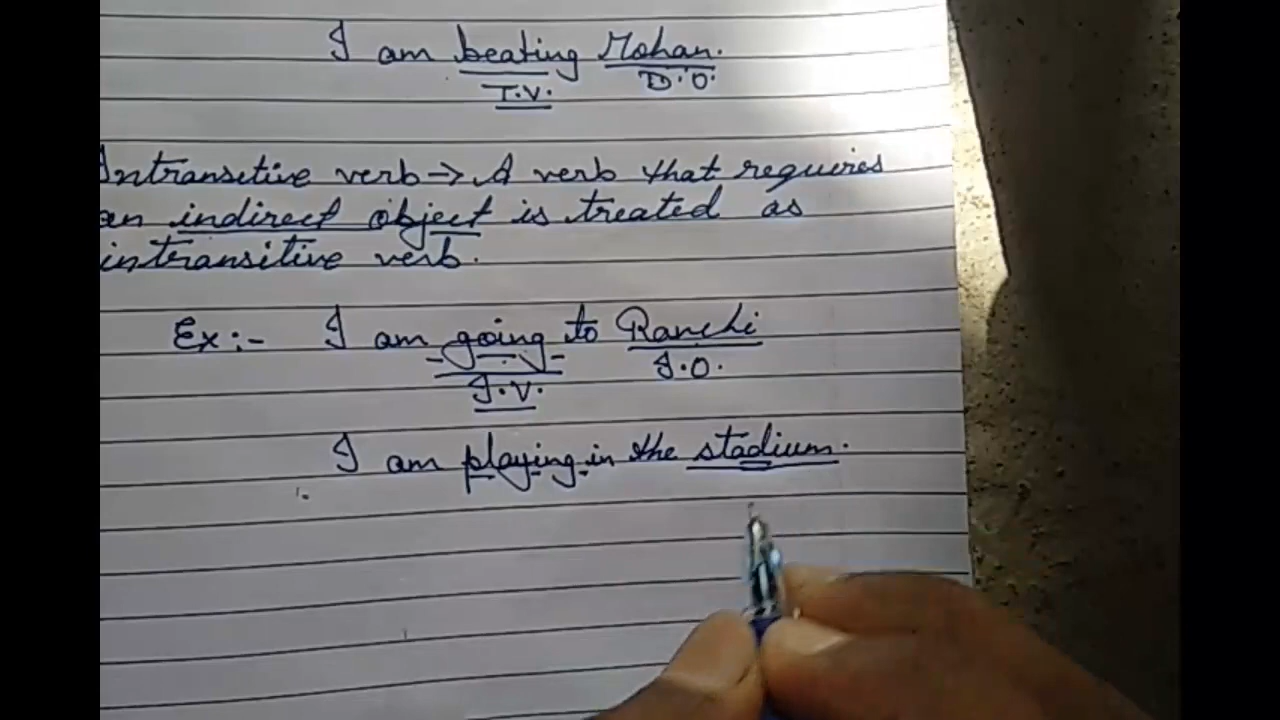 I am beating Mohan.
T.V. D.O.
Intransitive verb → A verb that requires
an indirect object is treated as
intransitive verb.
Ex:- I am going to Ranchi
I.V. I.O.
I am playing in the stadium.